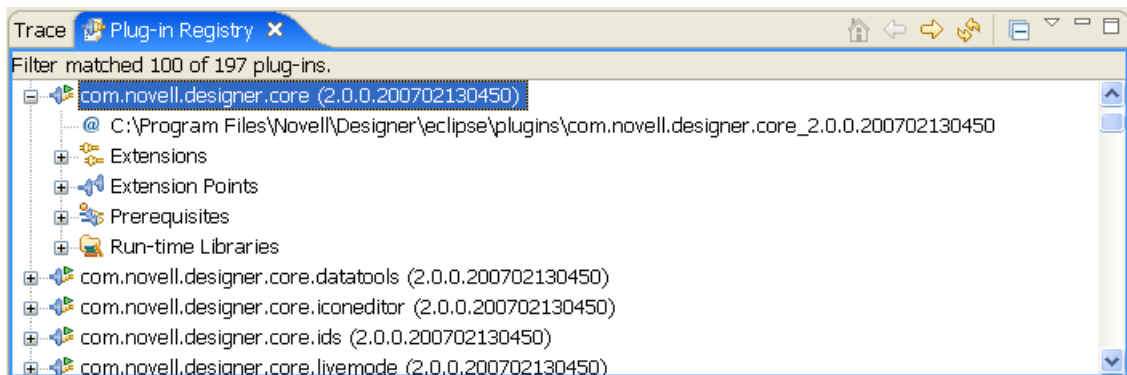 Trace Plug-in Registry
Filter matched 100 of 197 plug-ins.
com.novell.designer.core (2.0.0.200702130450)
@ C:\Program Files\Novell\Designer\eclipse\plugins\com.novell.designer.core_2.0.0.200702130450
Extensions
Extension Points
Prerequisites
Run-time Libraries
com.novell.designer.core.datatools (2.0.0.200702130450)
com.novell.designer.core.iconeditor (2.0.0.200702130450)
com.novell.designer.core.ids (2.0.0.200702130450)
com.novell.designer.core.livemode (2.0.0.200702130450)